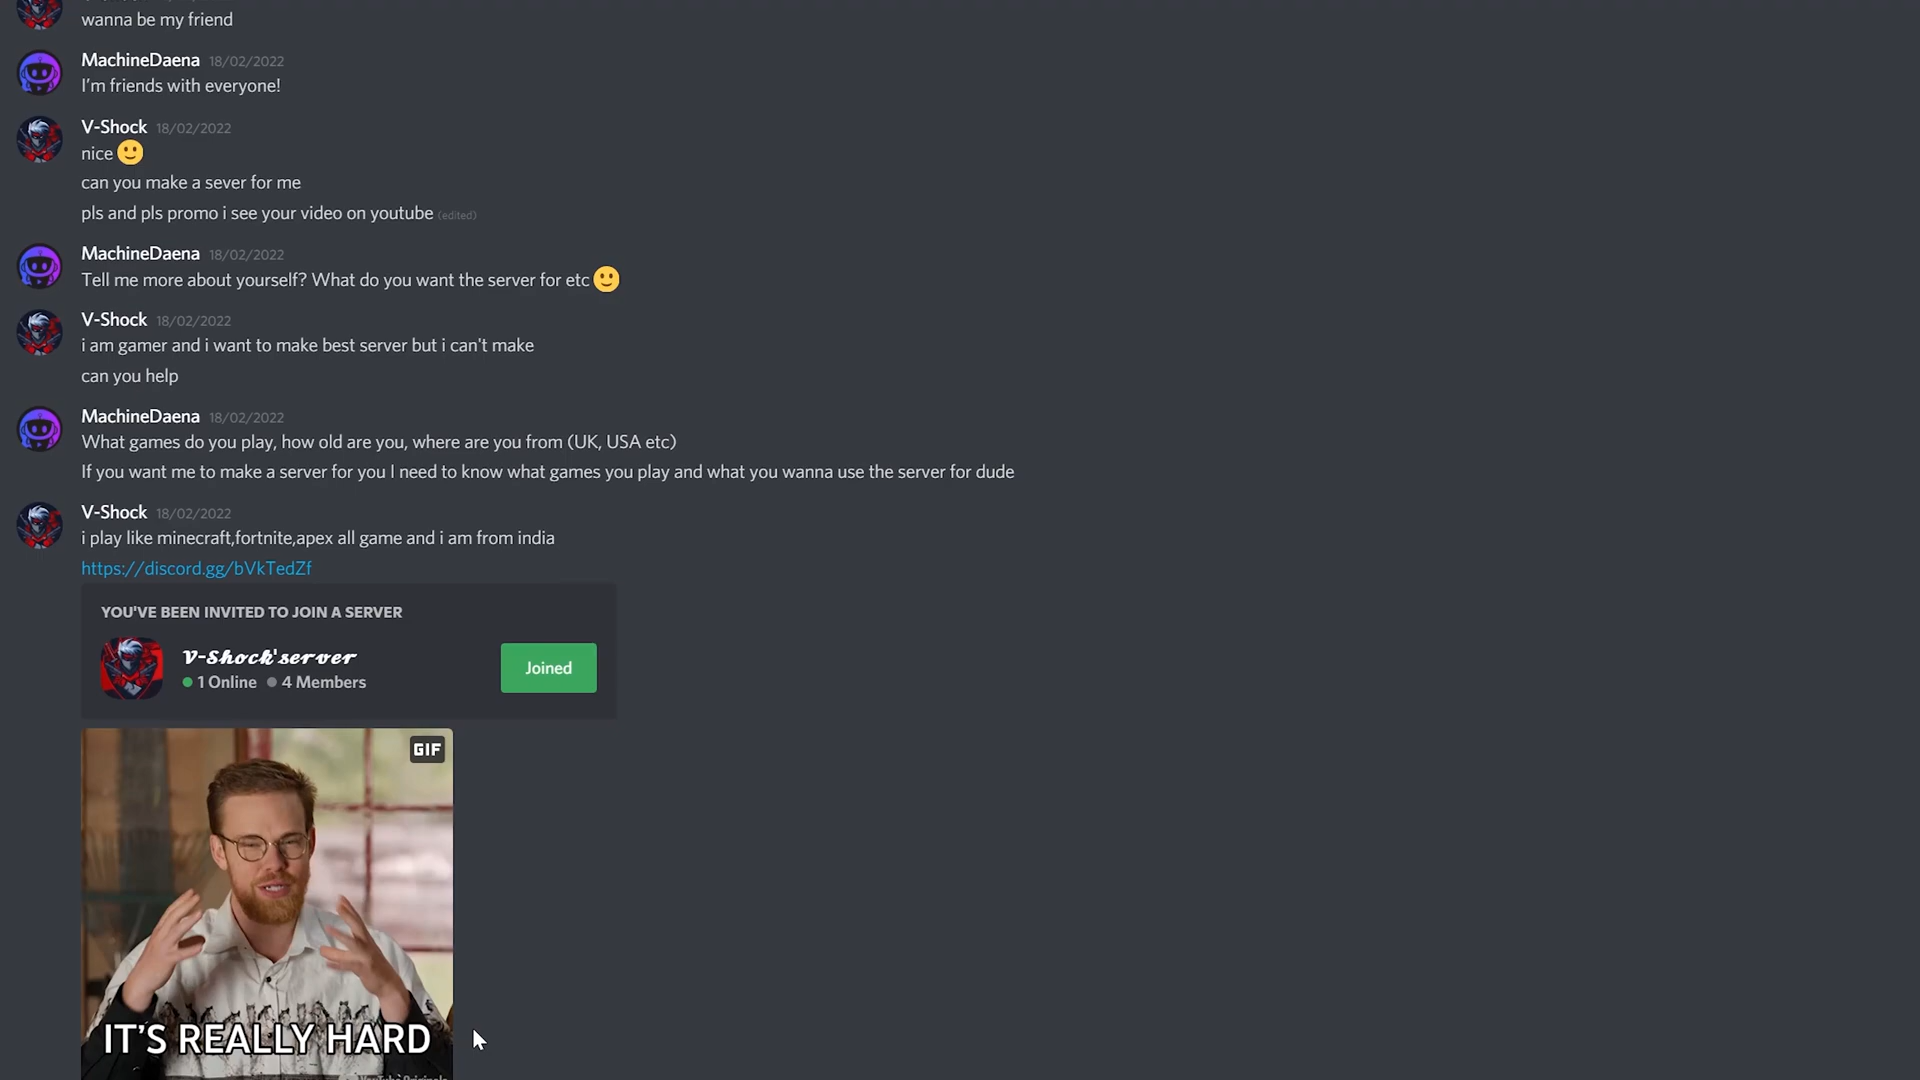 wanna be my friend
MachineDaena 18/02/2022
I'm friends with everyone!
V-Shock 18/02/2022
nice
can you make a sever for me
pls and pls promo i see your video on youtube (edited)
MachineDaena 18/02/2022
Tell me more about yourself? What do you want the server for etc
V-Shock 18/02/2022
i am gamer and i want to make best server but i can't make
can you help
MachineDaena 18/02/2022
What games do you play, how old are you, where are you from (UK, USA etc)
If you want me to make a server for you I need to know what games you play and what you wanna use the server for dude
V-Shock 18/02/2022
i play like minecraft,fortnite,apex all game and i am from india
https://discord.gg/bVkTedZf
YOU'VE BEEN INVITED TO JOIN A SERVER
𝓥-𝓢𝓱𝓸𝓬𝓴'𝓼𝓮𝓻𝓿𝓮𝓻
1 Online 4 Members
Joined
GIF
IT'S REALLY HARD